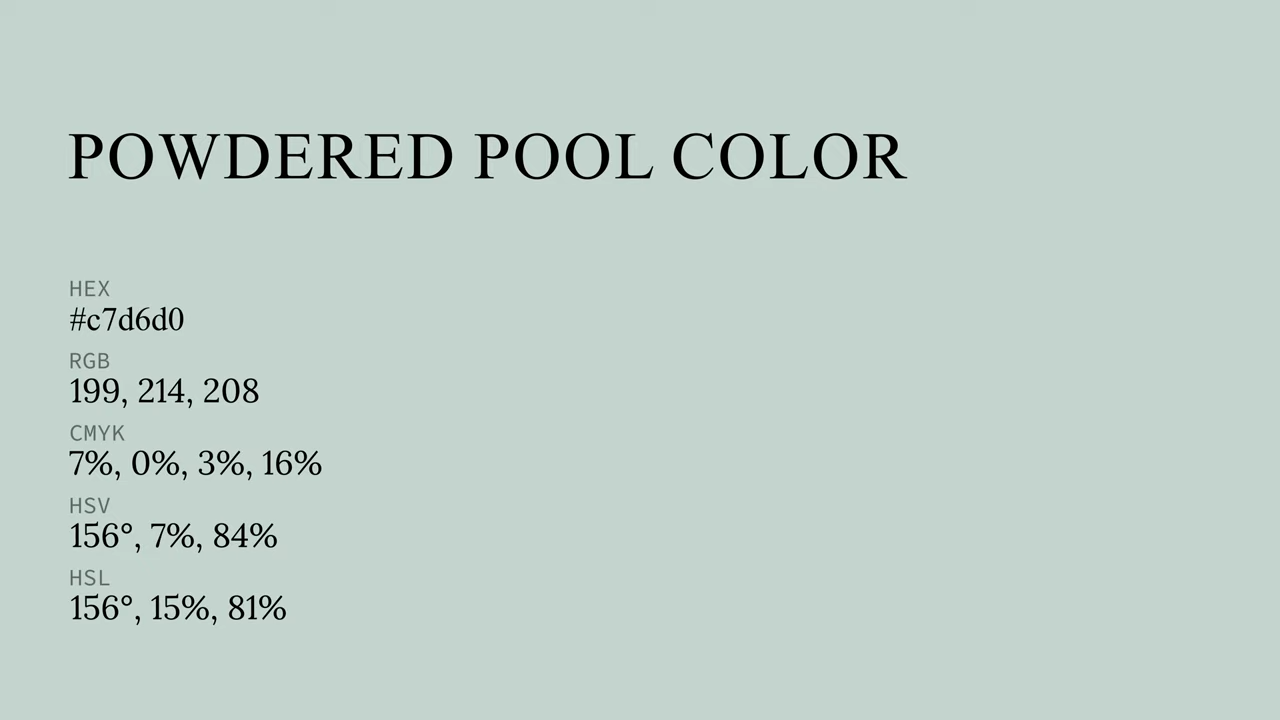 POWDERED POOL COLOR
HEX
#c7d6d0
RGB
199, 214, 208
CMYK
7%, 0%, 3%, 16%
HSV
156°, 7%, 84%
HSL
156°, 15%, 81%